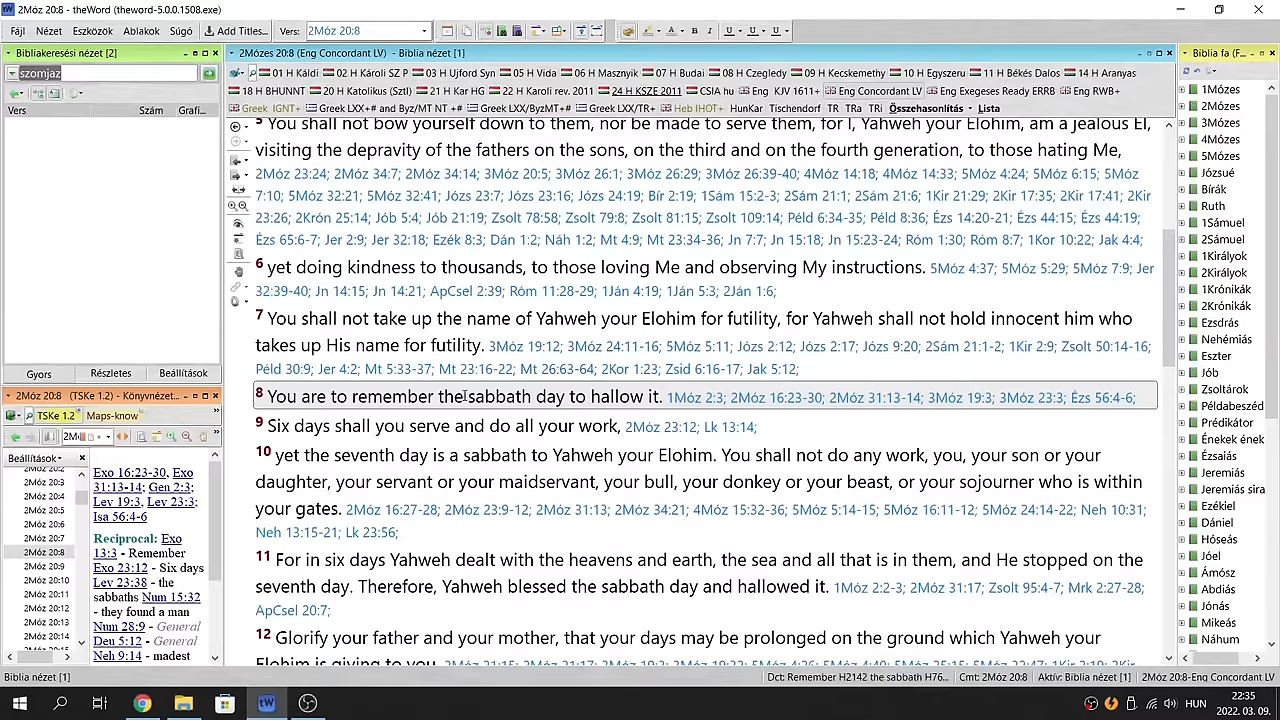 2Móz 20:8 - theWord (theword-5.0.0.1508.exe)
Fájl Nézet Eszközök Ablakok Súgó Add Titles... Vers: 2Móz 20:8
Bibliakeresési nézet [2]
szomjaz
Vers Szám Grafi...
Gyors Részletes Beállítások
2Móz 20:8 (TSKe 1.2) - Könyvnézet...
TSKe 1.2 Maps-know
Beállítások
2Móz 20:2
2Móz 20:3
2Móz 20:4
2Móz 20:5
2Móz 20:6
2Móz 20:7
2Móz 20:8
2Móz 20:9
2Móz 20:10
2Móz 20:11
2Móz 20:12
2Móz 20:13
2Móz 20:14
Exo 16:23-30, Exo
31:13-14; Gen 2:3;
Lev 19:3, Lev 23:3;
Isa 56:4-6
Reciprocal: Exo
13:3 - Remember
Exo 23:12 - Six days
Lev 23:38 - the
sabbaths Num 15:32
- they found a man
Num 28:9 - General
Deu 5:12 - General
Neh 9:14 - madest
2Mózes 20:8 (Eng Concordant LV) - Biblia nézet [1]
01 H Káldi 02 H Károli SZ P 03 H Ujford Syn 05 H Vida 06 H Masznyik 07 H Budai 08 H Czegledy 09 H Kecskemethy 10 H Egyszeru 11 H Békés Dalos 14 H Aranyas
18 H BHUNNT 20 H Katolikus (Sztl) 21 H Kar HG 22 H Karoli rev. 2011 24 H KSZE 2011 CSIA hu Eng KJV 1611+ Eng Concordant LV Eng Exegeses Ready ERRB Eng RWB+
Greek IGNT+ Greek LXX+# and Byz/MT NT +# Greek LXX/ByzMT+# Greek LXX/TR+ Heb IHOT+ HunKar Tischendorf TR TRa TRi Összehasonlítás Lista
5 You shall not bow yourself down to them, nor be made to serve them, for I, Yahweh your Elohim, am a jealous El,
visiting the depravity of the fathers on the sons, on the third and on the fourth generation, to those hating Me,
2Móz 23:24; 2Móz 34:7; 2Móz 34:14; 3Móz 20:5; 3Móz 26:1; 3Móz 26:29; 3Móz 26:39-40; 4Móz 14:18; 4Móz 14:33; 5Móz 4:24; 5Móz 6:15; 5Móz
7:10; 5Móz 32:21; 5Móz 32:41; Józs 23:7; Józs 23:16; Józs 24:19; Bír 2:19; 1Sám 15:2-3; 2Sám 21:1; 2Sám 21:6; 1Kir 21:29; 2Kir 17:35; 2Kir 17:41; 2Kir
23:26; 2Krón 25:14; Jób 5:4; Jób 21:19; Zsolt 78:58; Zsolt 79:8; Zsolt 81:15; Zsolt 109:14; Péld 6:34-35; Péld 8:36; Ézs 14:20-21; Ézs 44:15; Ézs 44:19;
Ézs 65:6-7; Jer 2:9; Jer 32:18; Ezék 8:3; Dán 1:2; Náh 1:2; Mt 4:9; Mt 23:34-36; Jn 7:7; Jn 15:18; Jn 15:23-24; Róm 1:30; Róm 8:7; 1Kor 10:22; Jak 4:4;
6 yet doing kindness to thousands, to those loving Me and observing My instructions. 5Móz 4:37; 5Móz 5:29; 5Móz 7:9; Jer
32:39-40; Jn 14:15; Jn 14:21; ApCsel 2:39; Róm 11:28-29; 1Ján 4:19; 1Ján 5:3; 2Ján 1:6;
7 You shall not take up the name of Yahweh your Elohim for futility, for Yahweh shall not hold innocent him who
takes up His name for futility. 3Móz 19:12; 3Móz 24:11-16; 5Móz 5:11; Józs 2:12; Józs 2:17; Józs 9:20; 2Sám 21:1-2; 1Kir 2:9; Zsolt 50:14-16;
Péld 30:9; Jer 4:2; Mt 5:33-37; Mt 23:16-22; Mt 26:63-64; 2Kor 1:23; Zsid 6:16-17; Jak 5:12;
8 You are to remember the sabbath day to hallow it. 1Móz 2:3; 2Móz 16:23-30; 2Móz 31:13-14; 3Móz 19:3; 3Móz 23:3; Ézs 56:4-6;
9 Six days shall you serve and do all your work, 2Móz 23:12; Lk 13:14;
10 yet the seventh day is a sabbath to Yahweh your Elohim. You shall not do any work, you, your son or your
daughter, your servant or your maidservant, your bull, your donkey or your beast, or your sojourner who is within
your gates. 2Móz 16:27-28; 2Móz 23:9-12; 2Móz 31:13; 2Móz 34:21; 4Móz 15:32-36; 5Móz 5:14-15; 5Móz 16:11-12; 5Móz 24:14-22; Neh 10:31;
Neh 13:15-21; Lk 23:56;
11 For in six days Yahweh dealt with the heavens and earth, the sea and all that is in them, and He stopped on the
seventh day. Therefore, Yahweh blessed the sabbath day and hallowed it. 1Móz 2:2-3; 2Móz 31:17; Zsolt 95:4-7; Mrk 2:27-28;
ApCsel 20:7;
12 Glorify your father and your mother, that your days may be prolonged on the ground which Yahweh your
Elohim is giving to you.
Biblia fa (F...
1Mózes
2Mózes
3Mózes
4Mózes
5Mózes
Józsué
Bírák
Ruth
1Sámuel
2Sámuel
1Királyok
2Királyok
1Krónikák
2Krónikák
Ezsdrás
Nehémiás
Eszter
Jób
Zsoltárok
Példabeszéd
Prédikátor
Énekek ének
Ézsalás
Jeremiás
Jeremiás sira
Ezékiel
Dániel
Hóseás
Jóel
Ámósz
Abdiás
Jónás
Mikeás
Náhum
Biblia nézet [1] Dct: Remember H2142 the sabbath H76... Cmt: 2Móz 20:8 Aktív: Biblia nézet [1] 2Móz 20:8-Eng Concordant LV
HUN 22:35
2022. 03. 09.